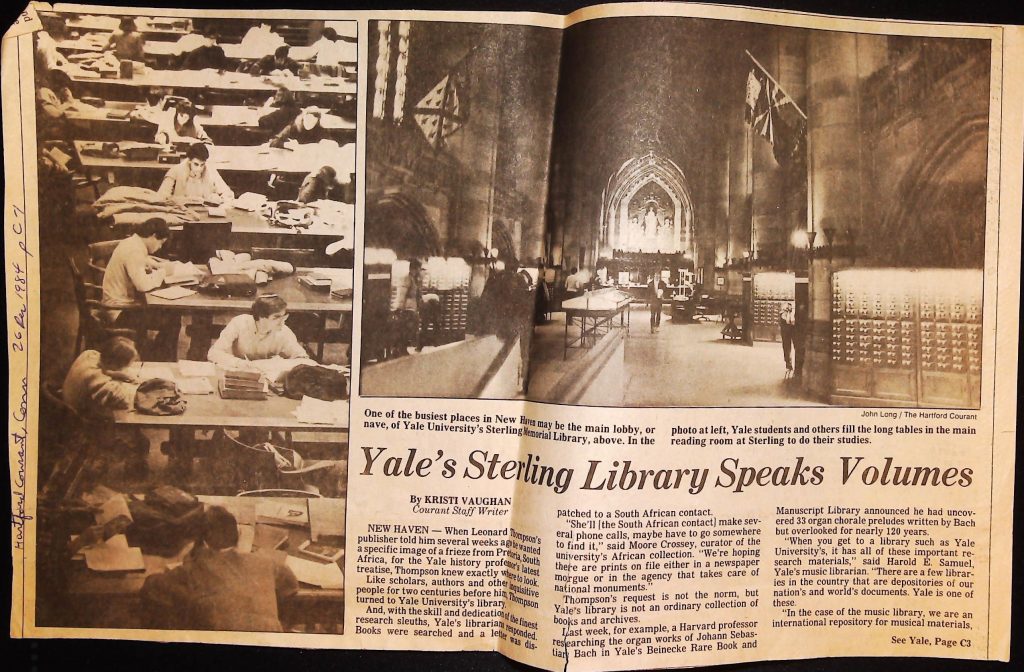 Hartford Courant, Conn 26 Dec 1984 p C 7
John Long / The Hartford Courant
One of the busiest places in New Haven may be the main lobby, or
nave, of Yale University's Sterling Memorial Library, above. In the
photo at left, Yale students and others fill the long tables in the main
reading room at Sterling to do their studies.
Yale's Sterling Library Speaks Volumes
By KRISTI VAUGHAN
Courant Staff Writer
NEW HAVEN — When Leonard Thompson's
publisher told him several weeks ago he wanted
a specific image of a frieze from Pretoria, South
Africa, for the Yale history professor's latest
treatise, Thompson knew exactly where to look.
Like scholars, authors and other inquisitive
people for two centuries before him, Thompson
turned to Yale University's library.
And, with the skill and dedication of the finest
research sleuths, Yale's librarians responded.
Books were searched and a letter was dis-
patched to a South African contact.
"She'll [the South African contact] make sev-
eral phone calls, maybe have to go somewhere
to find it," said Moore Crossey, curator of the
university's African collection. "We're hoping
there are prints on file either in a newspaper
morgue or in the agency that takes care of
national monuments."
Thompson's request is not the norm, but
Yale's library is not an ordinary collection of
books and archives.
Last week, for example, a Harvard professor
researching the organ works of Johann Sebas-
tian Bach in Yale's Beinecke Rare Book and
Manuscript Library announced he had uncov-
ered 33 organ chorale preludes written by Bach
but overlooked for nearly 120 years.
"When you get to a library such as Yale
University's, it has all of these important re-
search materials," said Harold E. Samuel,
Yale's music librarian. "There are a few librar-
ies in the country that are depositories of our
nation's and world's documents. Yale is one of
these.
"In the case of the music library, we are an
international repository for musical materials,
See Yale, Page C3